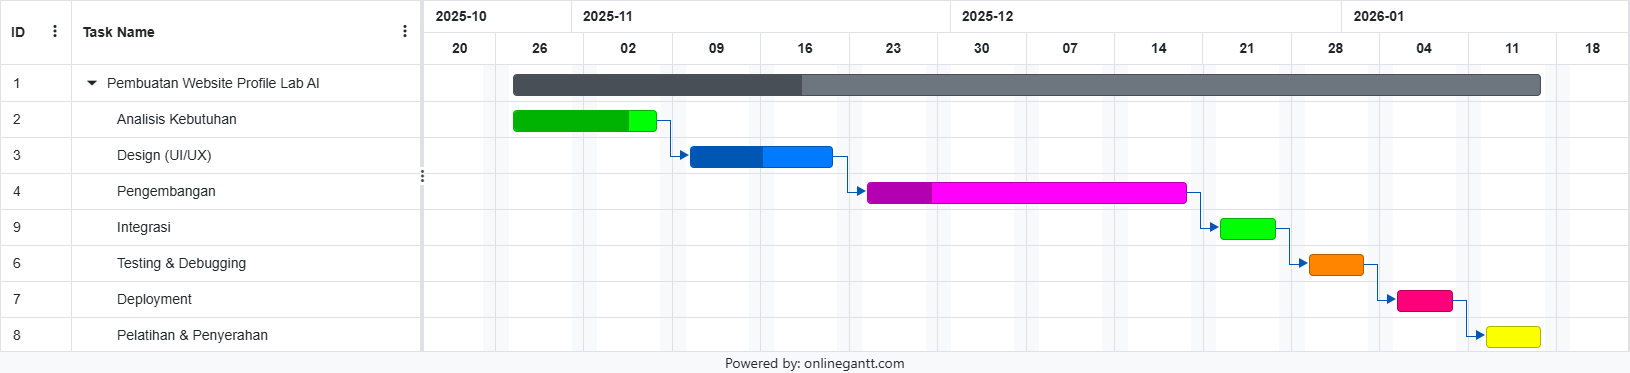 2025-10 2025-11 2025-12 2026-01
ID Task Name
20 26 02 09 16 23 30 07 14 21 28 04 11 18
1 Pembuatan Website Profile Lab AI
2 Analisis Kebutuhan
3 Design (UI/UX)
4 Pengembangan
9 Integrasi
6 Testing & Debugging
7 Deployment
8 Pelatihan & Penyerahan
Powered by: onlinegantt.com